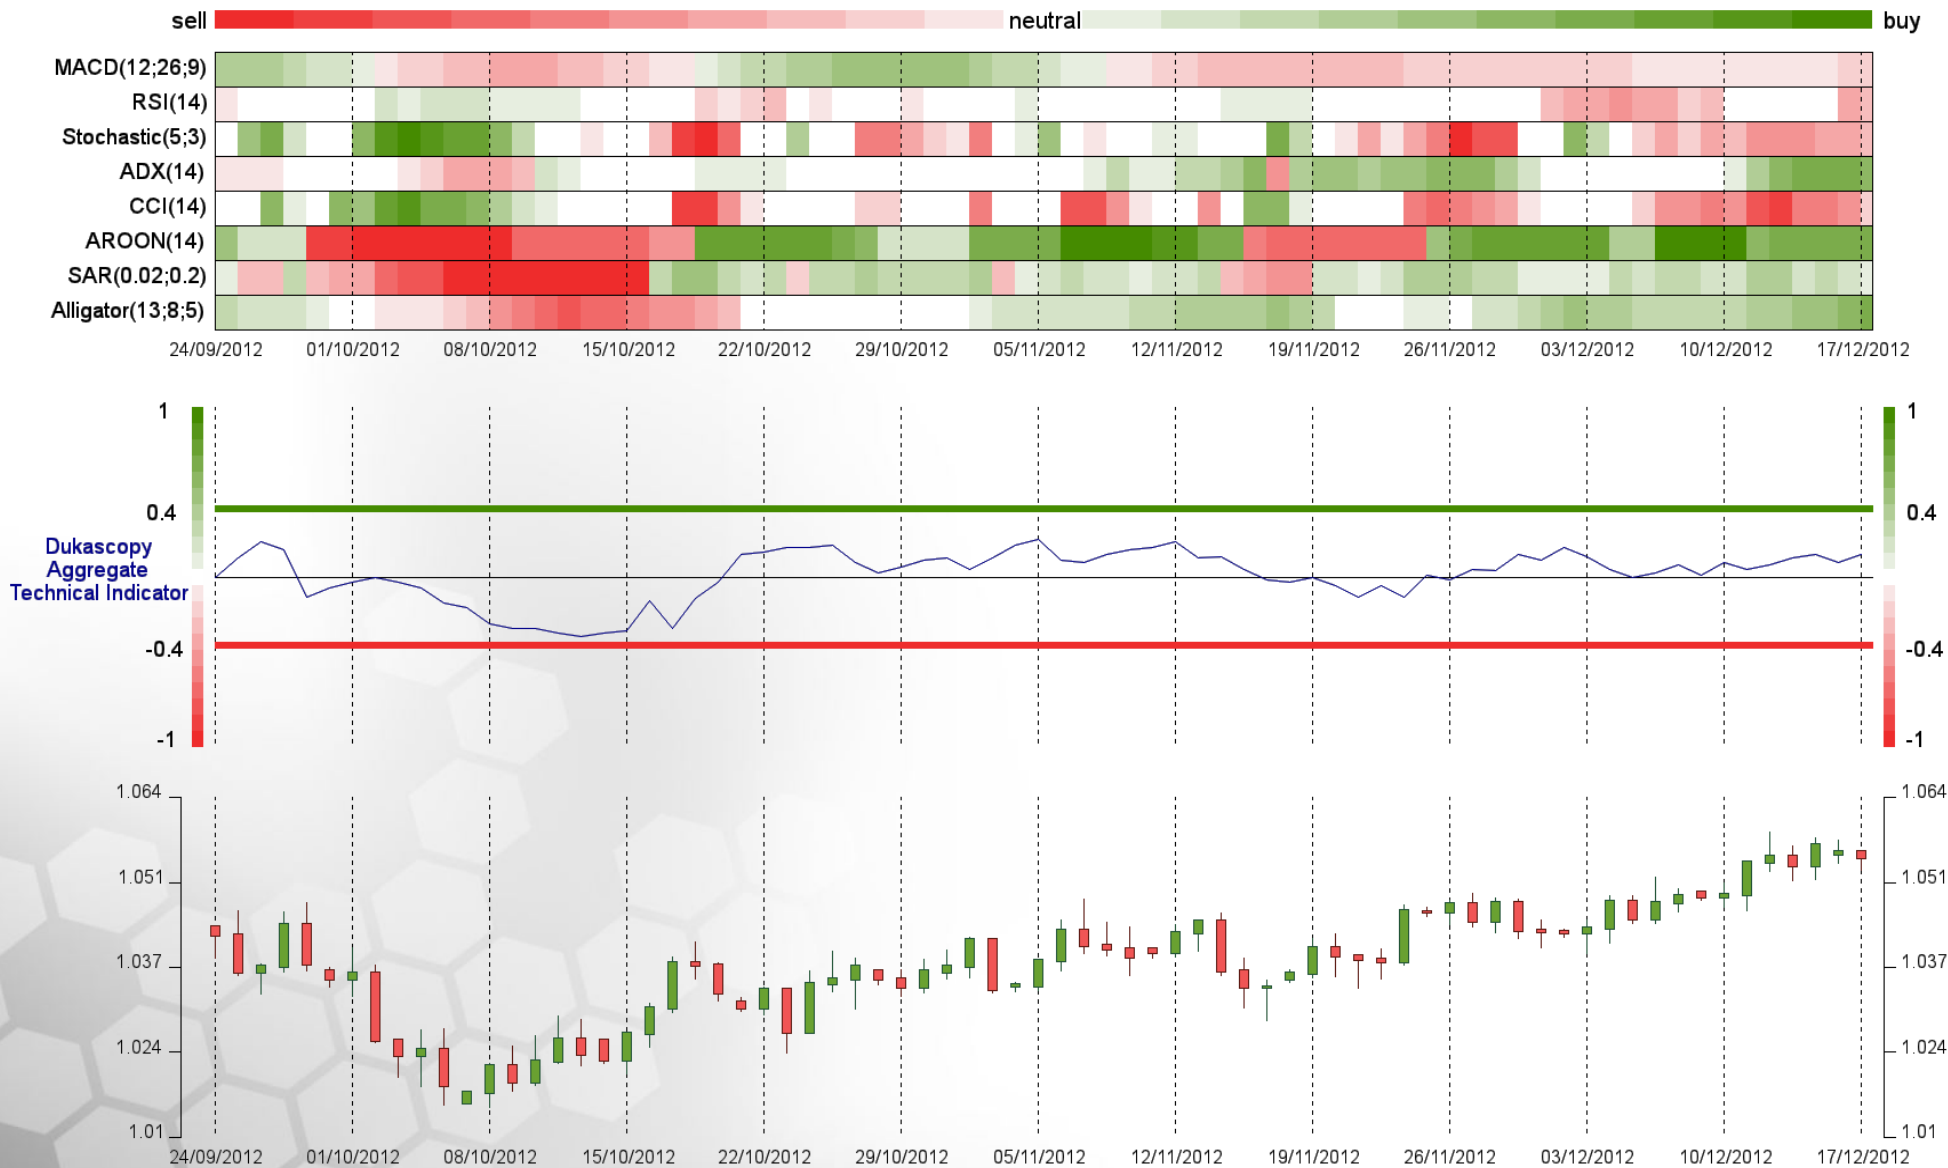 sell neutral buy
MACD(12;26;9)
RSI(14)
Stochastic(5;3)
ADX(14)
CCI(14)
AROON(14)
SAR(0.02;0.2)
Alligator(13;8;5)
24/09/2012 01/10/2012 08/10/2012 15/10/2012 22/10/2012 29/10/2012 05/11/2012 12/11/2012 19/11/2012 26/11/2012 03/12/2012 10/12/2012 17/12/2012
1 1
0.4 0.4
Dukascopy
Aggregate
Technical Indicator
-0.4 -0.4
-1 -1
1.064 1.064
1.051 1.051
1.037 1.037
1.024 1.024
1.01 1.01
24/09/2012 01/10/2012 08/10/2012 15/10/2012 22/10/2012 29/10/2012 05/11/2012 12/11/2012 19/11/2012 26/11/2012 03/12/2012 10/12/2012 17/12/2012